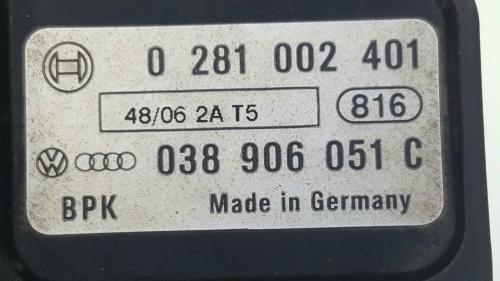 0 281 002 401
48/06 2A T5 816
038 906 051 C
BPK Made in Germany